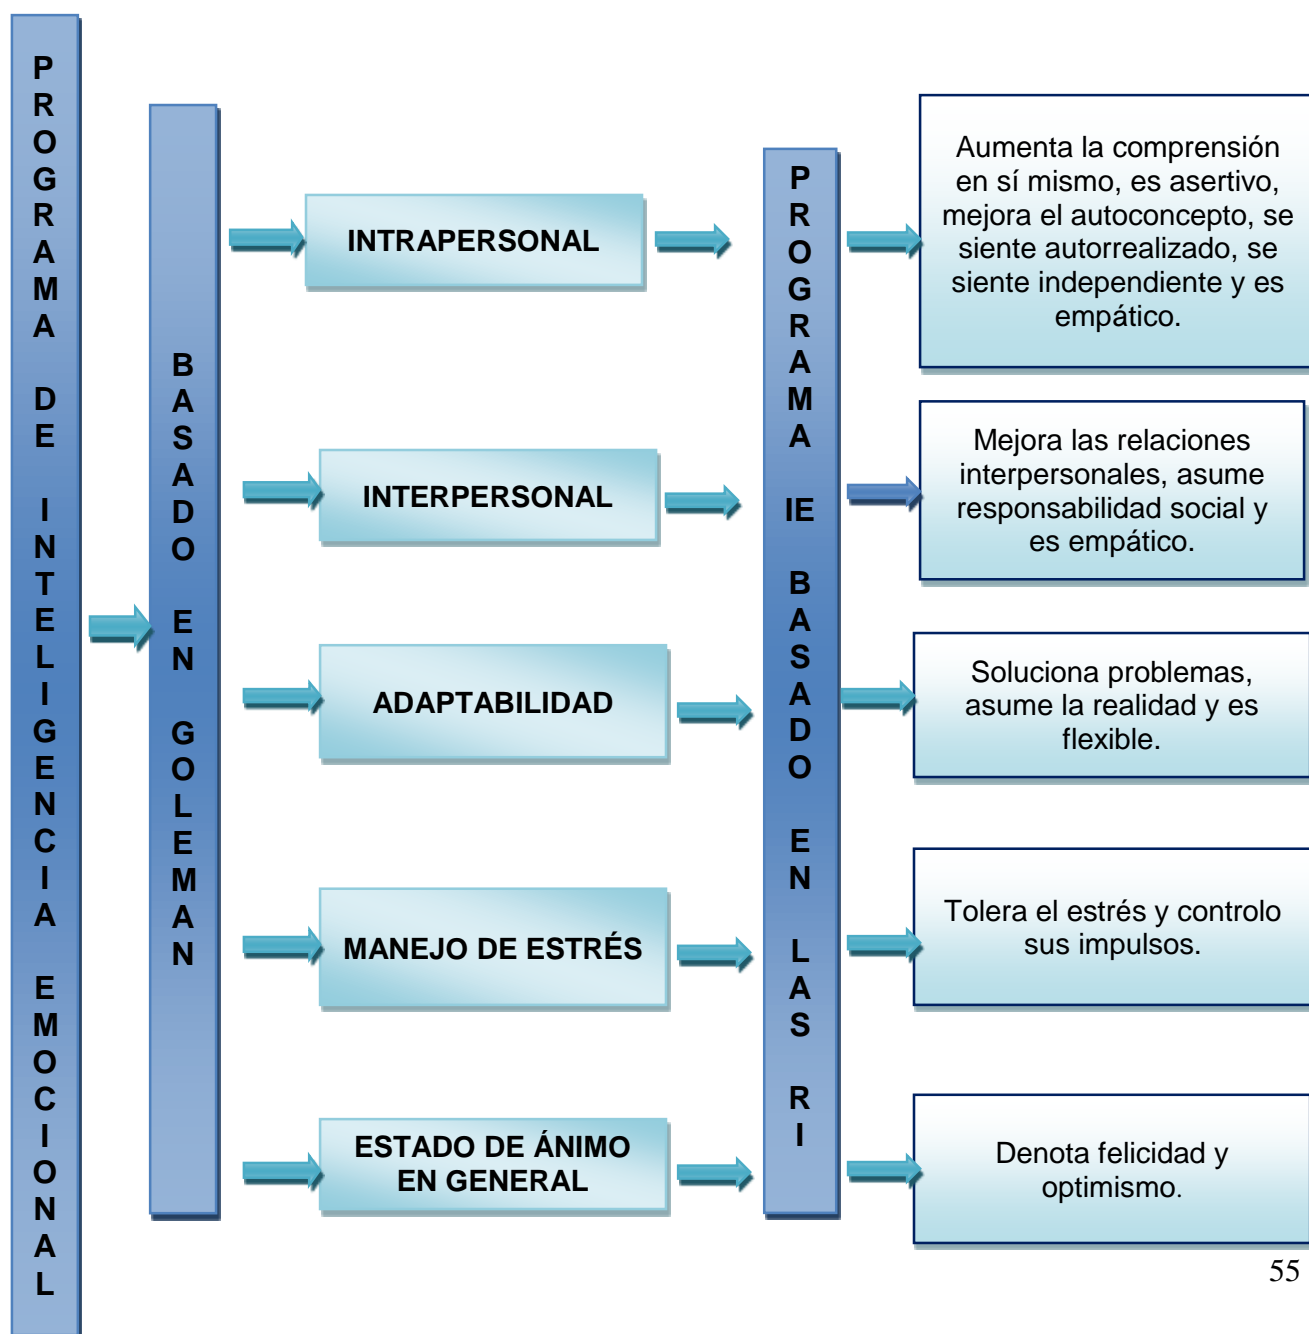 PROGRAMA DE INTELIGENCIA EMOCIONAL
BASADO EN GOLEMAN
INTRAPERSONAL
INTERPERSONAL
ADAPTABILIDAD
MANEJO DE ESTRÉS
ESTADO DE ÁNIMO
EN GENERAL
PROGRAMA IE BASADO EN LAS RI
Aumenta la comprensión
en sí mismo, es asertivo,
mejora el autoconcepto, se
siente autorrealizado, se
siente independiente y es
empático.
Mejora las relaciones
interpersonales, asume
responsabilidad social y
es empático.
Soluciona problemas,
asume la realidad y es
flexible.
Tolera el estrés y controlo
sus impulsos.
Denota felicidad y
optimismo.
55